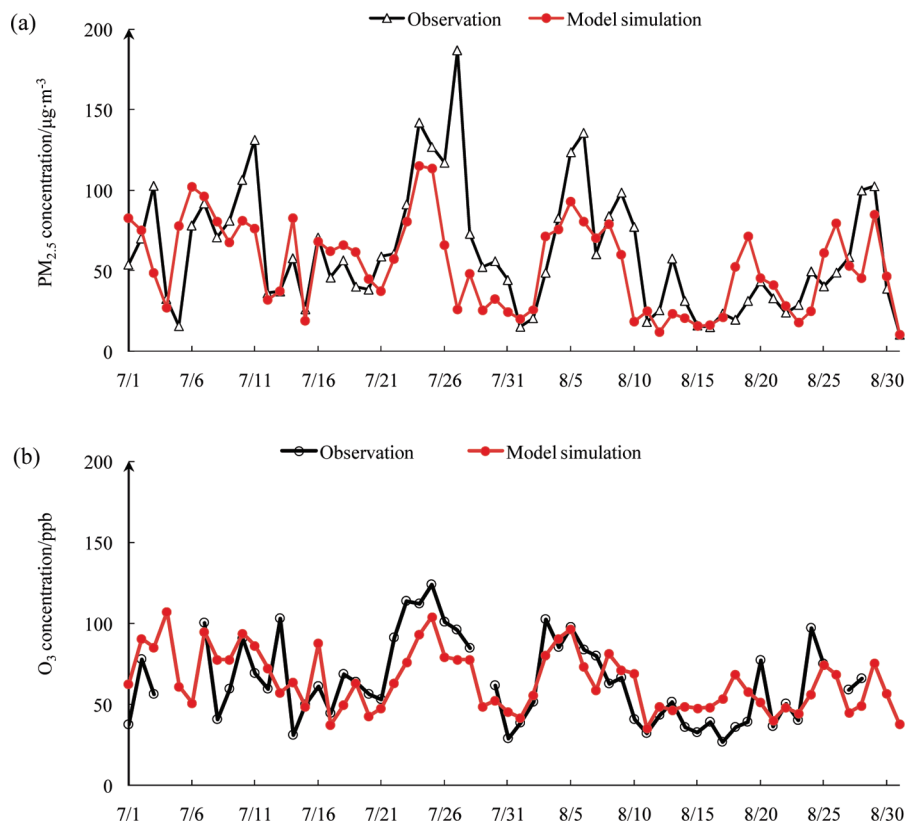 (a)
Observation
Model simulation
PM2.5 concentration/μg·m-3
200
150
100
50
0
7/1 7/6 7/11 7/16 7/21 7/26 7/31 8/5 8/10 8/15 8/20 8/25 8/30
(b)
Observation
Model simulation
O3 concentration/ppb
200
150
100
50
0
7/1 7/6 7/11 7/16 7/21 7/26 7/31 8/5 8/10 8/15 8/20 8/25 8/30